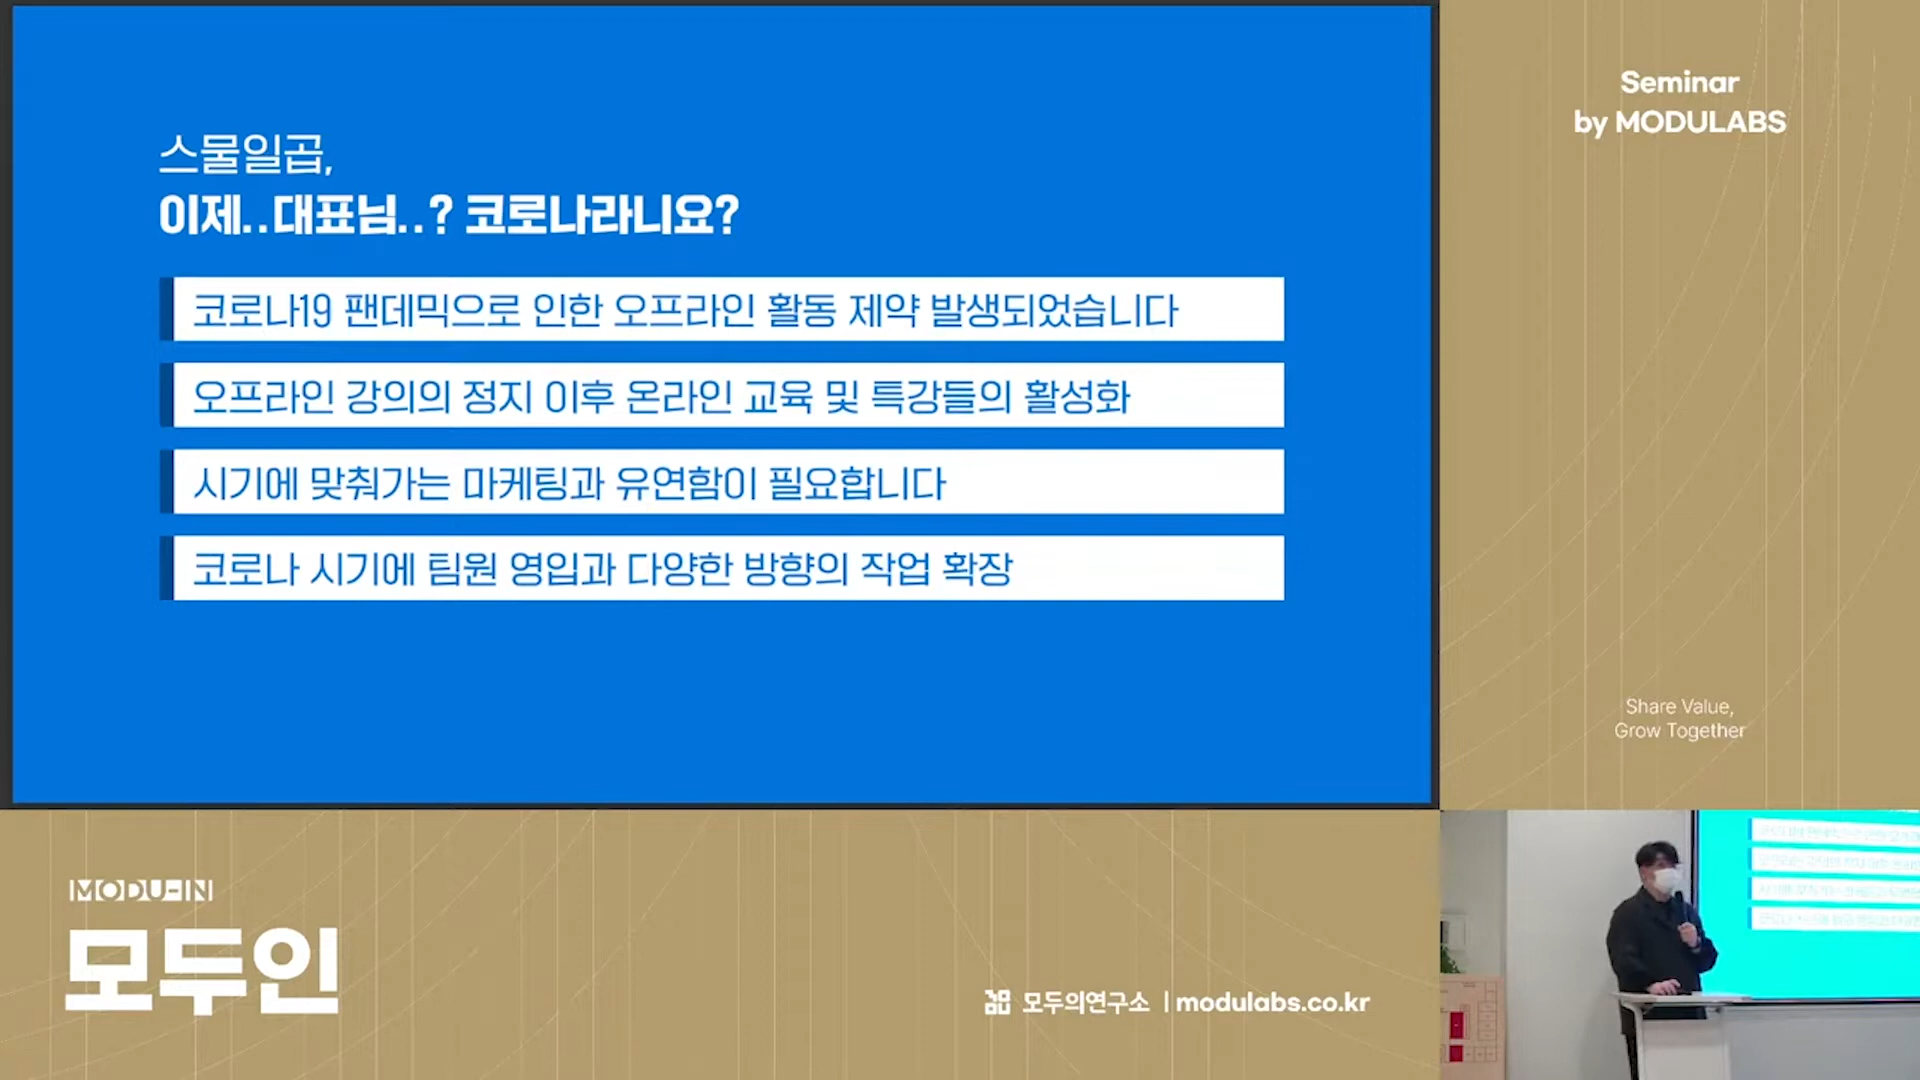 스물일곱,
이제..대표님..? 코로나라니요?
코로나19 팬데믹으로 인한 오프라인 활동 제약 발생되었습니다
오프라인 강의의 정지 이후 온라인 교육 및 특강들의 활성화
시기에 맞춰가는 마케팅과 유연함이 필요합니다
코로나 시기에 팀원 영입과 다양한 방향의 작업 확장
Seminar
by MODULABS
Share Value,
Grow Together
MODU-IN
모두인
모두의연구소 | modulabs.co.kr